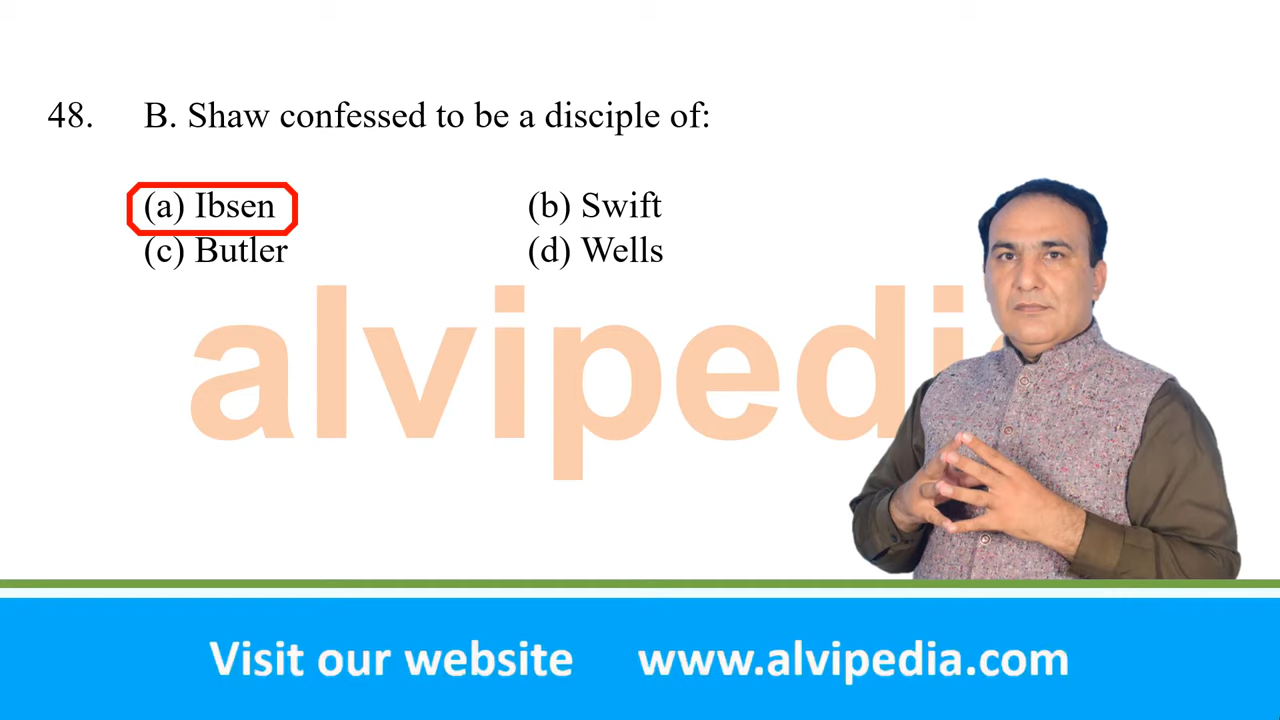 48. B. Shaw confessed to be a disciple of:
(a) Ibsen (b) Swift
(c) Butler (d) Wells
alvipedi
Visit our website www.alvipedia.com